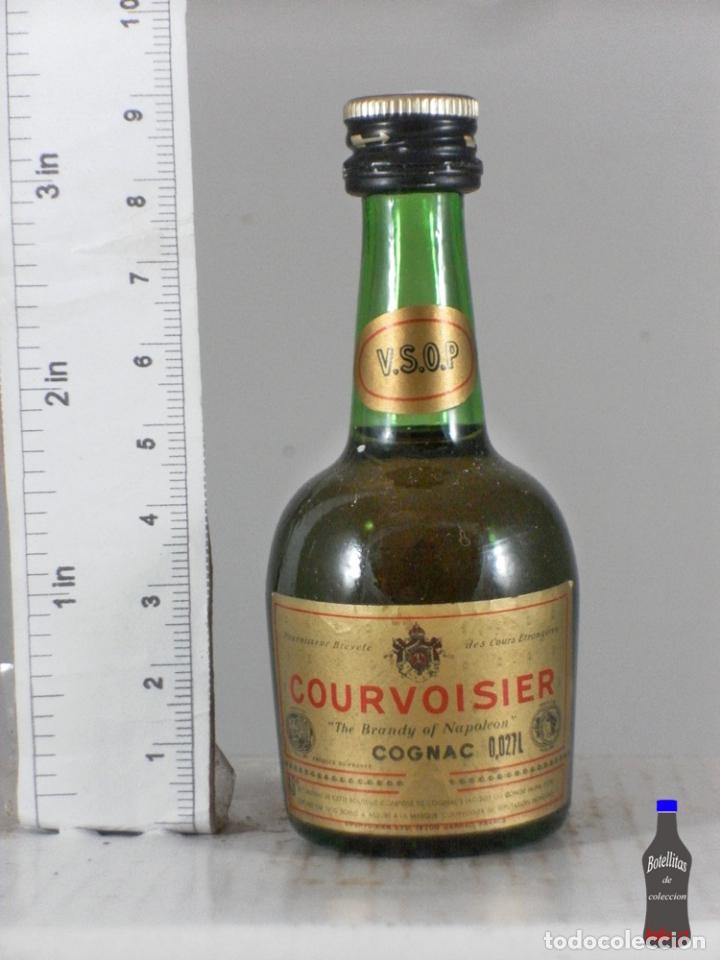 10
9
8
7
6
5
4
3
2
1
3 in
2 in
1 in
V.S.O.P
Fournisseur Breveté des Cours Etrangères
COURVOISIER
"The Brandy of Napoleon"
COGNAC 0,027L
Botellitas
de
coleccion
todocoleccion